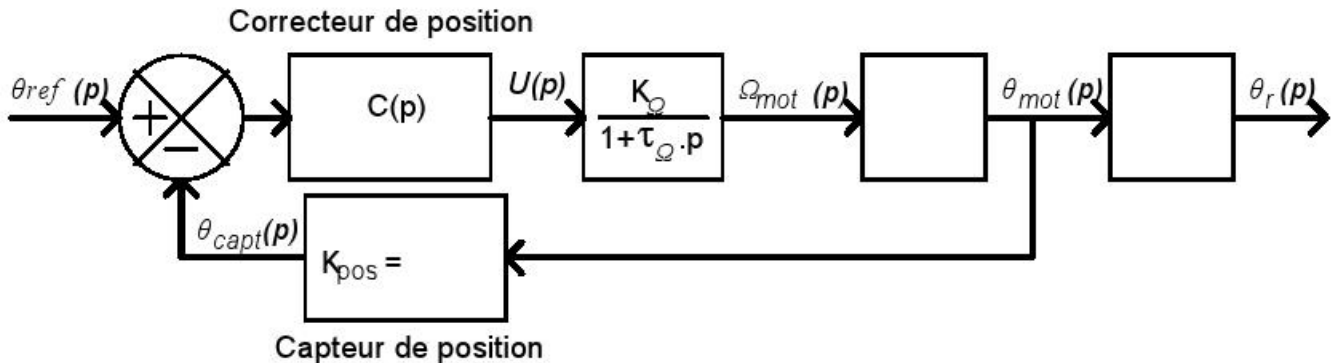 Correcteur de position
θref (p)
+
−
C(p)
U(p)
K_Ω
1+τ_Ω.p
Ω_mot (p)
θ_mot(p)
θ_r(p)
θ_capt(p)
K_pos =
Capteur de position